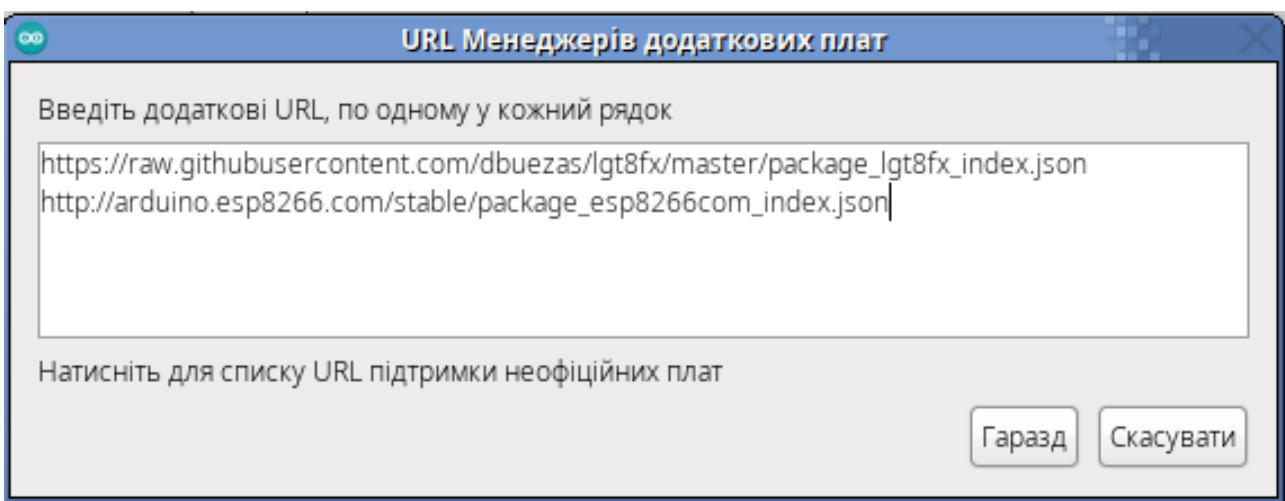 URL Менеджерів додаткових плат
Введіть додаткові URL, по одному у кожний рядок
https://raw.githubusercontent.com/dbuezas/lgt8fx/master/package_lgt8fx_index.json
http://arduino.esp8266.com/stable/package_esp8266com_index.json
Натисніть для списку URL підтримки неофіційних плат
Гаразд Скасувати